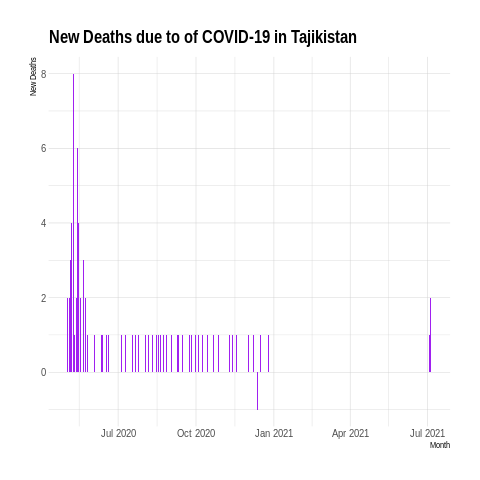 New Deaths due to of COVID-19 in Tajikistan
New Deaths
8
6
4
2
0
Jul 2020 Oct 2020 Jan 2021 Apr 2021 Jul 2021
Month